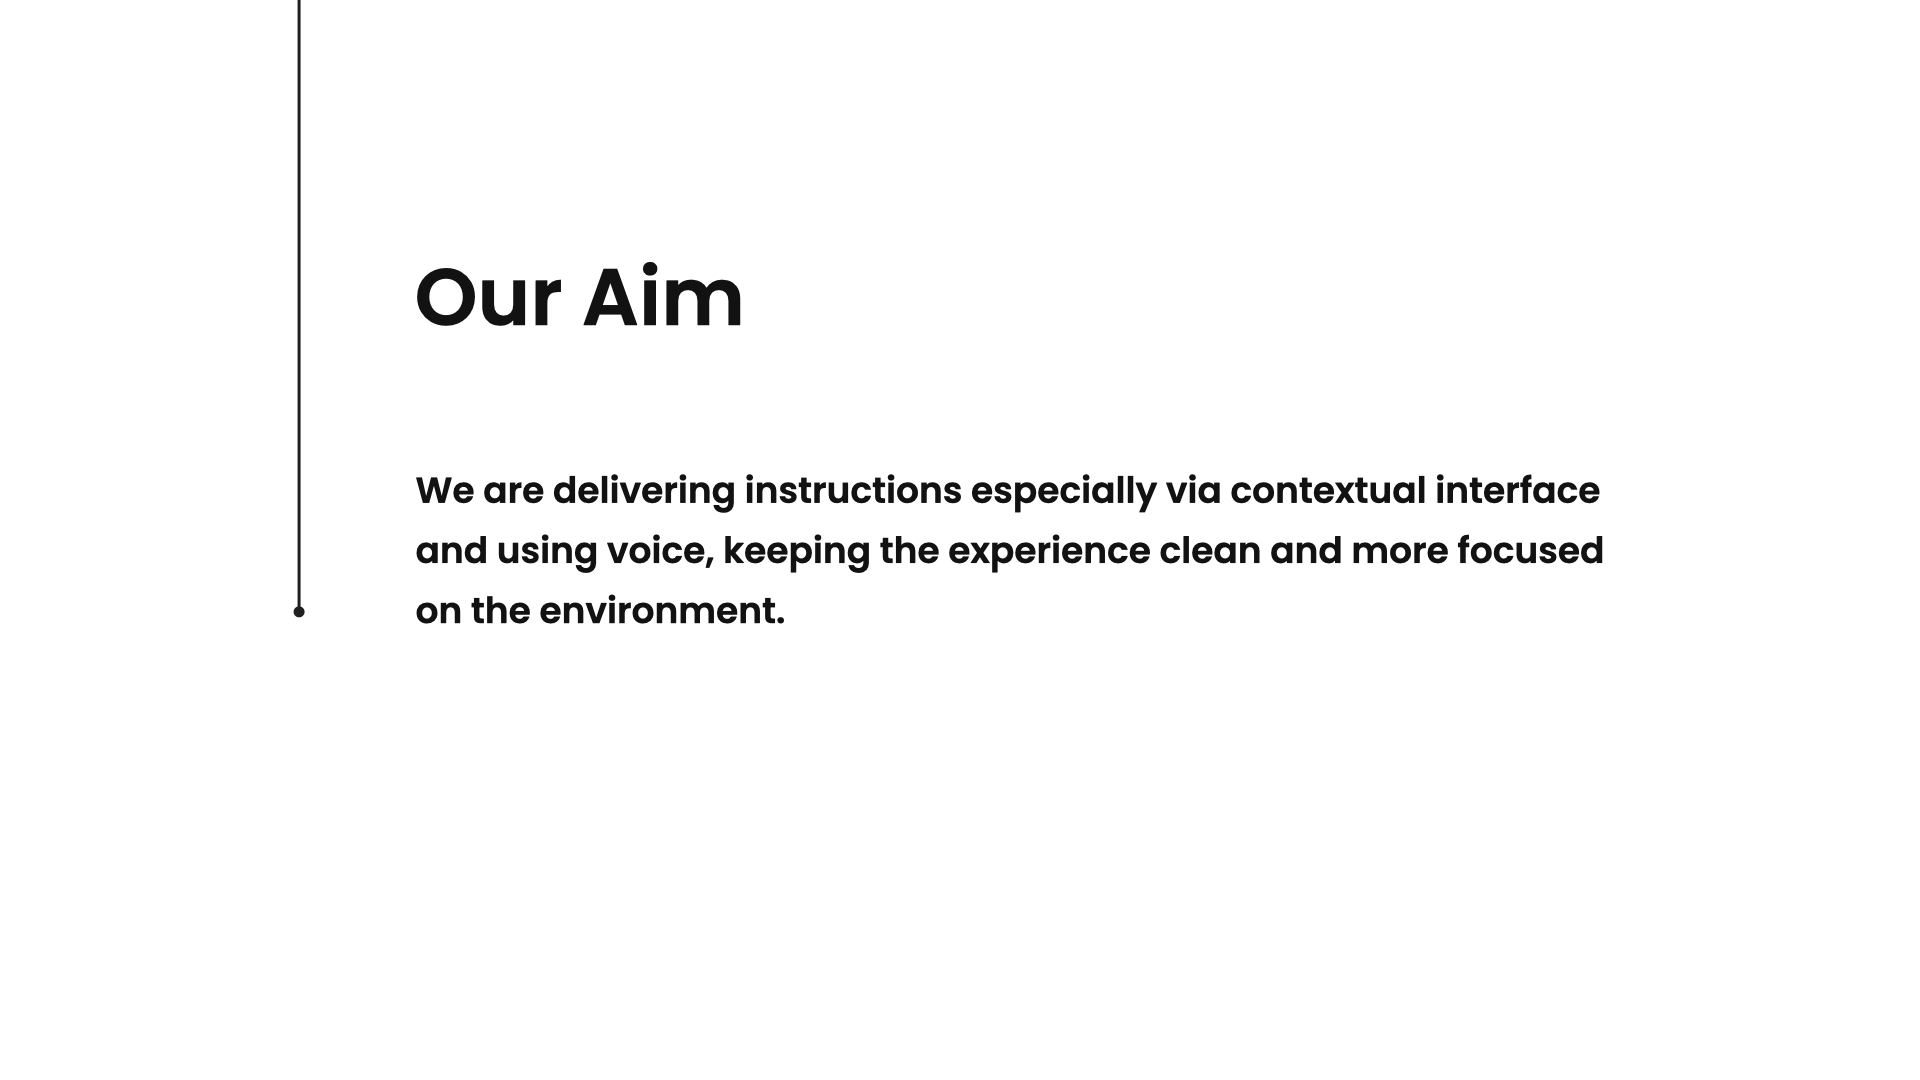 Our Aim
We are delivering instructions especially via contextual interface
and using voice, keeping the experience clean and more focused
on the environment.